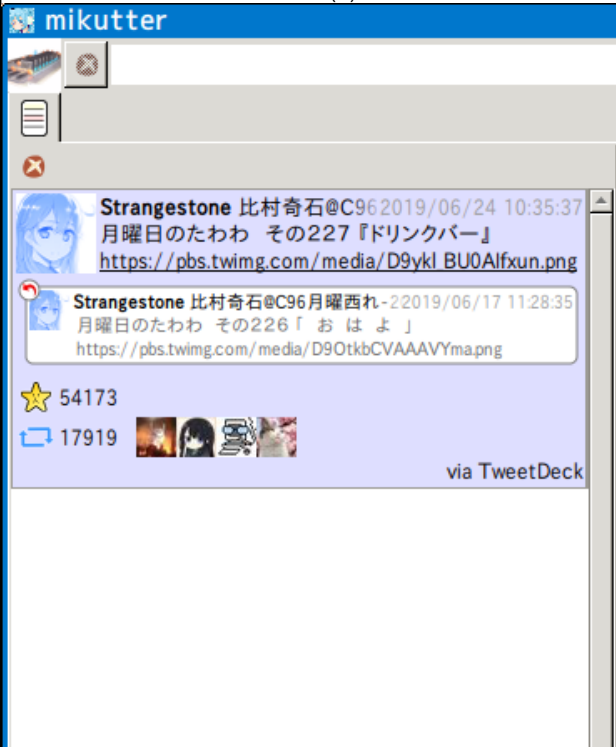 mikutter
Strangestone 比村奇石@C96 2019/06/24 10:35:37
月曜日のたわわ その227『ドリンクバー』
https://pbs.twimg.com/media/D9ykl BU0AIfxun.png
Strangestone 比村奇石@C96月曜西れ-2 2019/06/17 11:28:35
月曜日のたわわ その226「 お は よ 」
https://pbs.twimg.com/media/D9OtkbCVAAAVYma.png
54173
17919
via TweetDeck